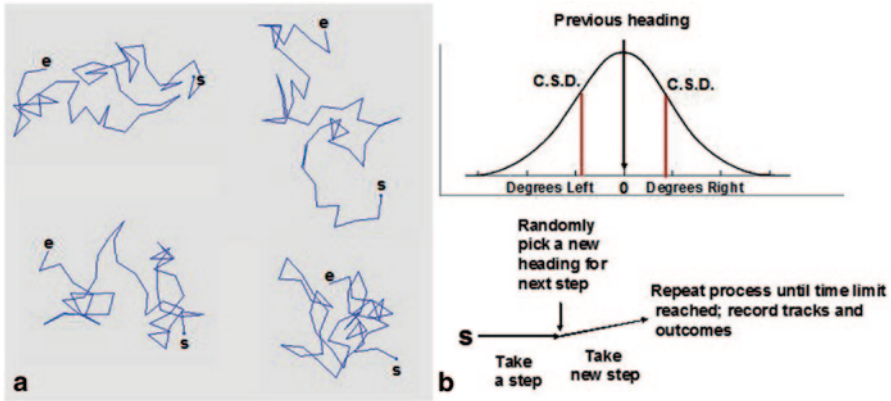 e
s
e
s
e
s
e
s
a
Previous heading
C.S.D.
C.S.D.
Degrees Left
0
Degrees Right
Randomly
pick a new
heading for
next step
Repeat process until time limit
reached; record tracks and
outcomes
s
Take
a step
Take
new step
b